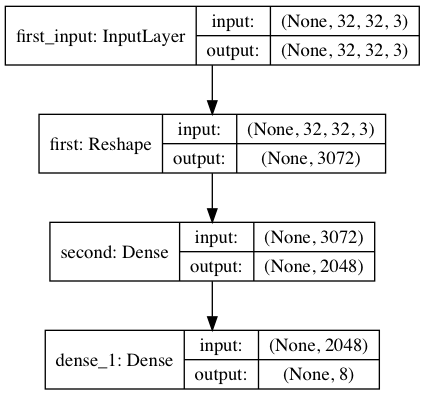 first_input: InputLayer
input: (None, 32, 32, 3)
output: (None, 32, 32, 3)
first: Reshape
input: (None, 32, 32, 3)
output: (None, 3072)
second: Dense
input: (None, 3072)
output: (None, 2048)
dense_1: Dense
input: (None, 2048)
output: (None, 8)